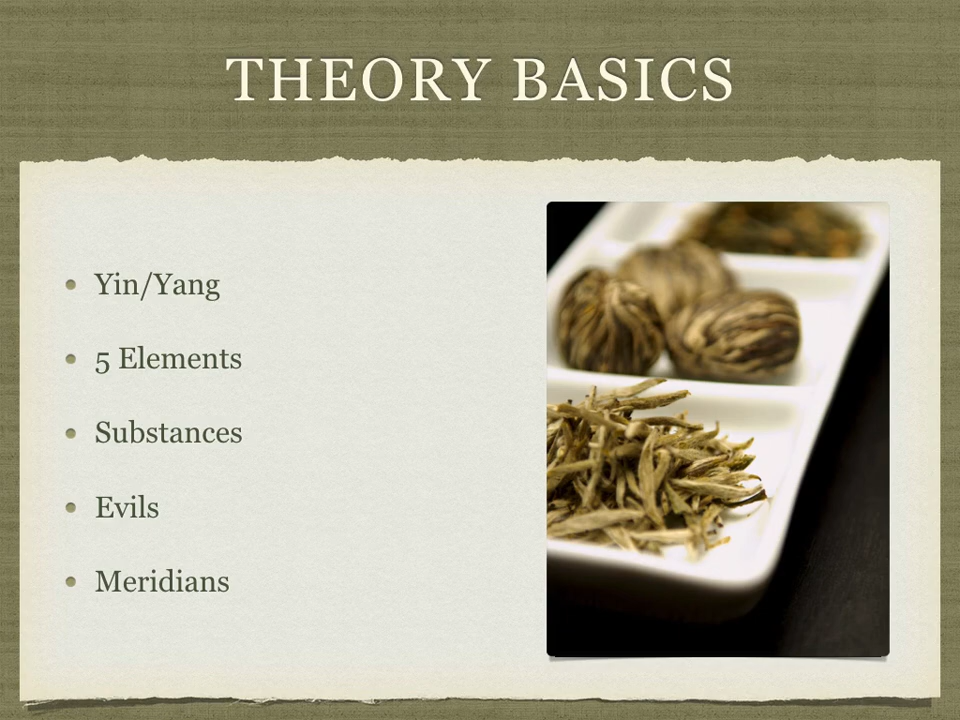 THEORY BASICS
• Yin/Yang
• 5 Elements
• Substances
• Evils
• Meridians